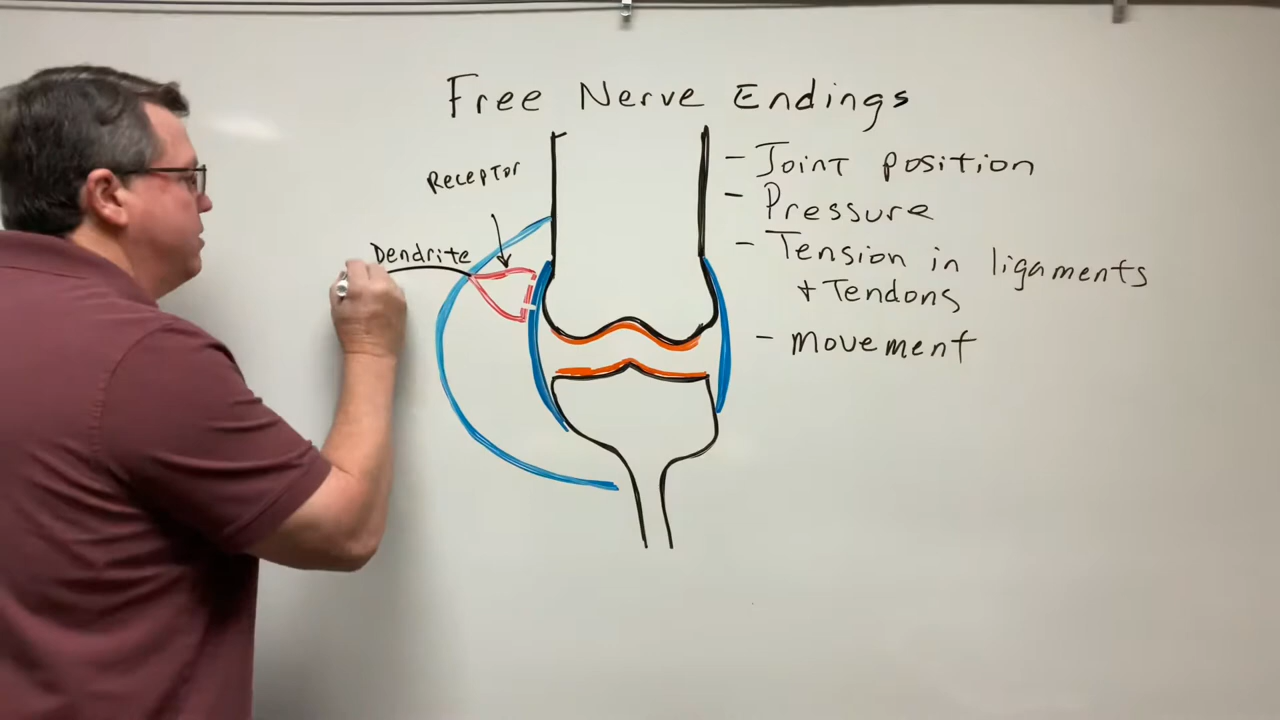 Free Nerve Endings
- Joint position
- Pressure
- Tension in ligaments
+ Tendons
- movement
Receptor
Dendrite